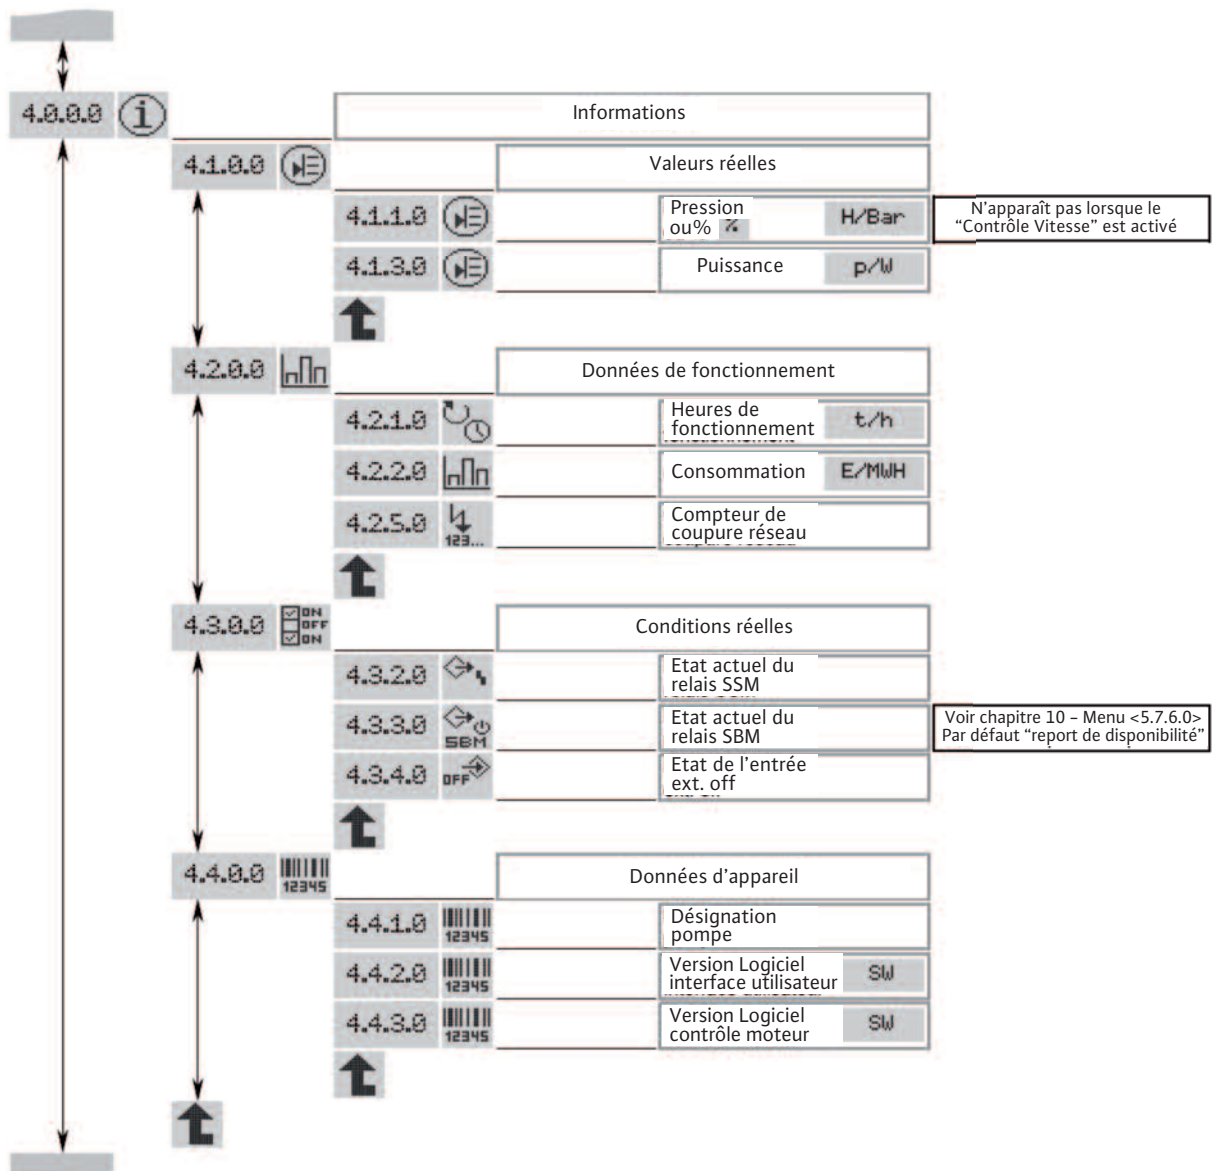 4.0.0.0 i Informations
4.1.0.0 Valeurs réelles
4.1.1.0 Pression H/Bar N'apparaît pas lorsque le
ou% % "Contrôle Vitesse" est activé
4.1.3.0 Puissance p/W
4.2.0.0 Données de fonctionnement
4.2.1.0 Heures de t/h
fonctionnement
4.2.2.0 Consommation E/MWH
4.2.5.0 Compteur de
123... coupure réseau
4.3.0.0 ON Conditions réelles
OFF
ON
4.3.2.0 Etat actuel du
relais SSM
4.3.3.0 Etat actuel du Voir chapitre 10 – Menu <5.7.6.0>
SBM relais SBM Par défaut "report de disponibilité"
4.3.4.0 OFF Etat de l'entrée
ext. off
4.4.0.0 12345 Données d'appareil
4.4.1.0 Désignation
12345 pompe
4.4.2.0 Version Logiciel SW
12345 interface utilisateur
4.4.3.0 Version Logiciel SW
12345 contrôle moteur